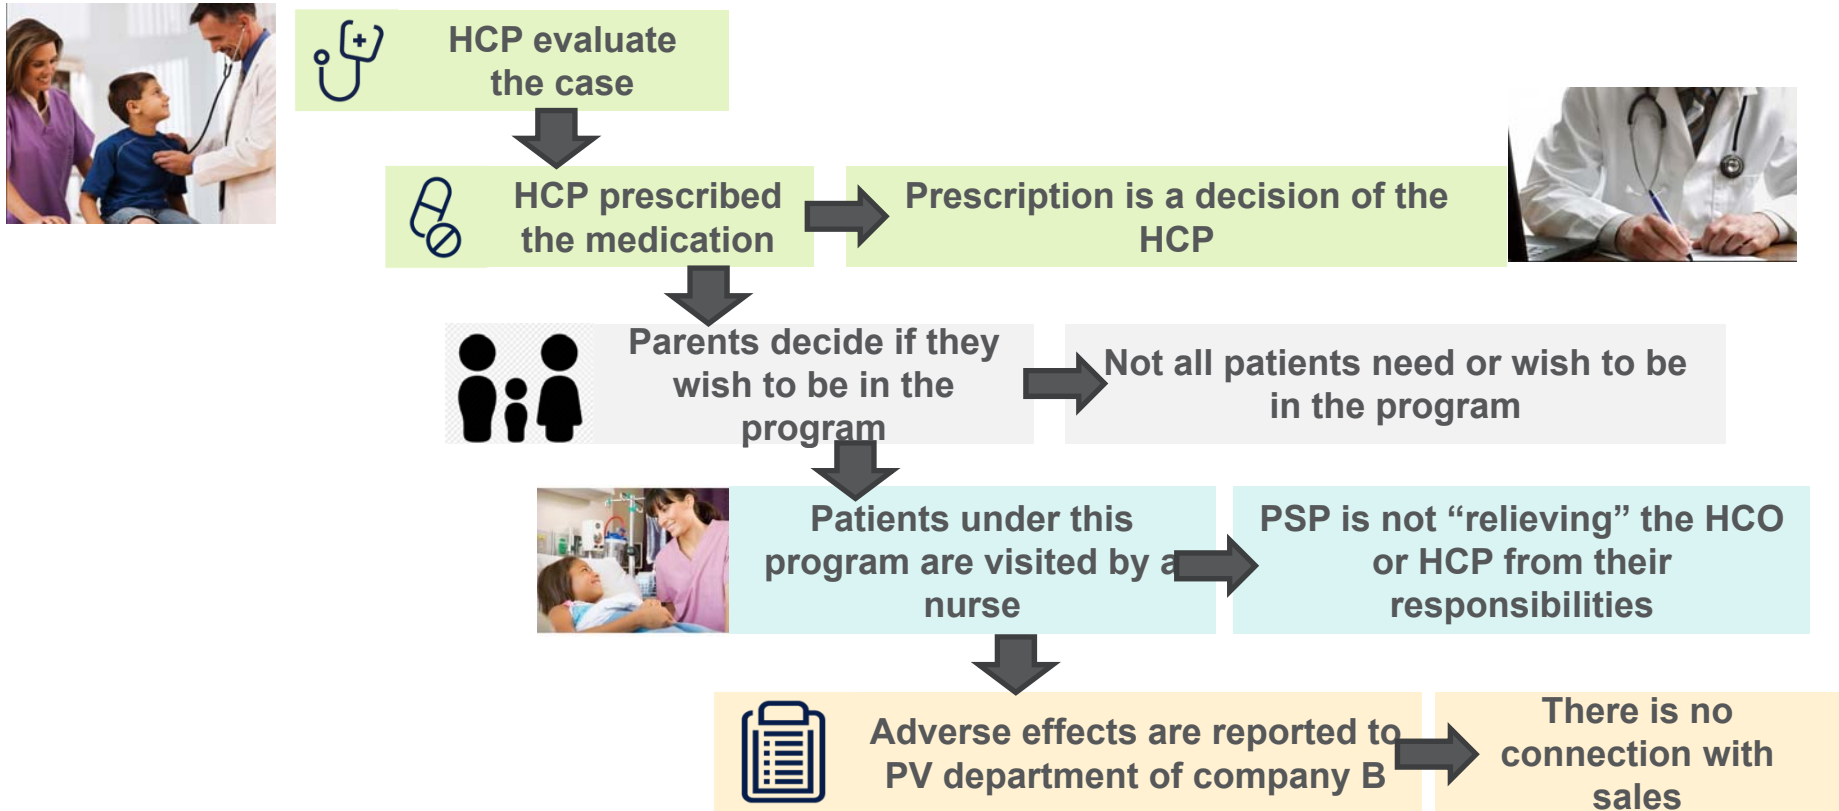 HCP evaluate
the case
HCP prescribed
the medication
Prescription is a decision of the
HCP
Parents decide if they
wish to be in the
program
Not all patients need or wish to be
in the program
Patients under this
program are visited by a
nurse
PSP is not “relieving” the HCO
or HCP from their
responsibilities
Adverse effects are reported to
PV department of company B
There is no
connection with
sales